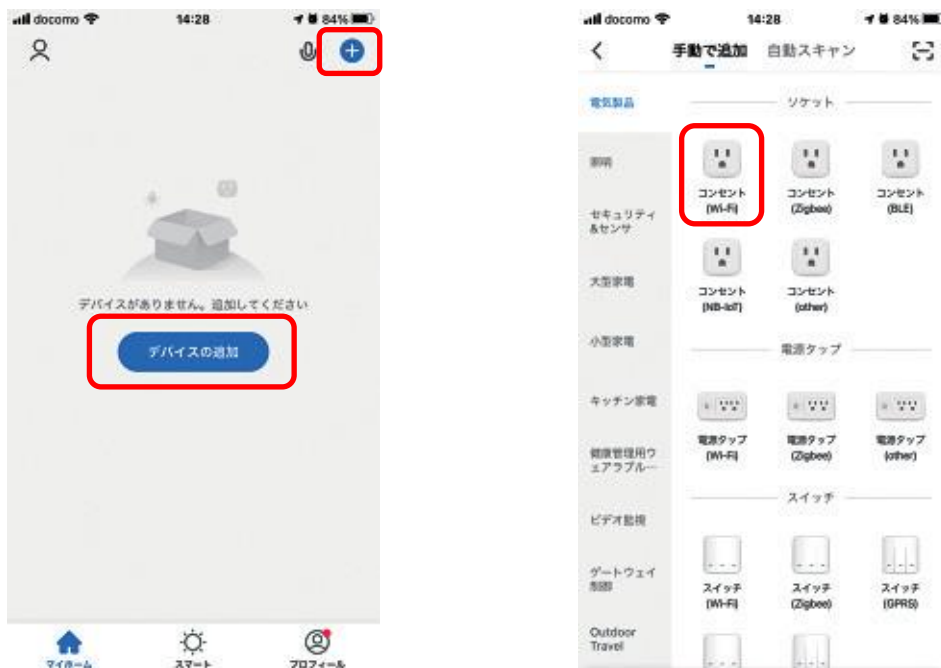 docomo 14:28 84%
デバイスがありません。追加してください
デバイスの追加
マイホーム
スマート
プロフィール
docomo 14:28 84%
手動で追加 自動スキャン
電気製品
照明
セキュリティ
&センサ
大型家電
小型家電
キッチン家電
健康管理用ウ
ェアラブル…
ビデオ監視
ゲートウェイ
制御
Outdoor
Travel
ソケット
コンセント
(Wi-Fi)
コンセント
(Zigbee)
コンセント
(BLE)
コンセント
(NB-IoT)
コンセント
(other)
電源タップ
電源タップ
(Wi-Fi)
電源タップ
(Zigbee)
電源タップ
(other)
スイッチ
スイッチ
(Wi-Fi)
スイッチ
(Zigbee)
スイッチ
(GPRS)